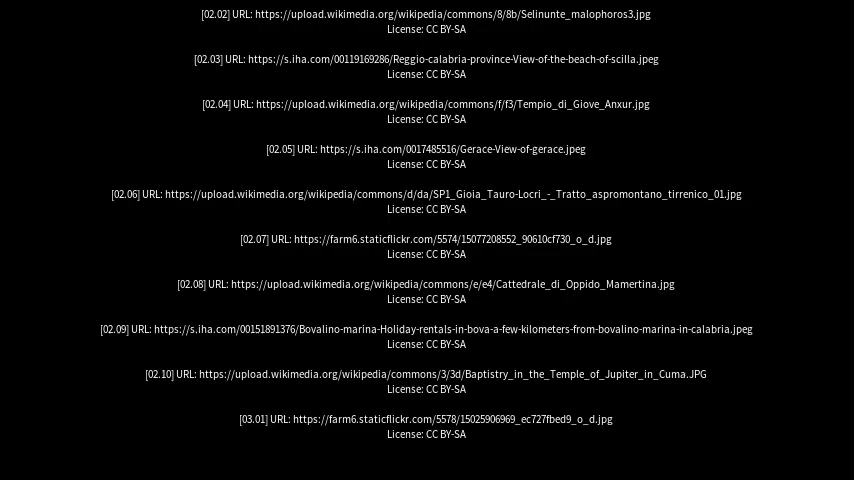 [02.02] URL: https://upload.wikimedia.org/wikipedia/commons/8/8b/Selinunte_malophoros3.jpg
License: CC BY-SA
[02.03] URL: https://s.iha.com/00119169286/Reggio-calabria-province-View-of-the-beach-of-scilla.jpeg
License: CC BY-SA
[02.04] URL: https://upload.wikimedia.org/wikipedia/commons/f/f3/Tempio_di_Giove_Anxur.jpg
License: CC BY-SA
[02.05] URL: https://s.iha.com/0017485516/Gerace-View-of-gerace.jpeg
License: CC BY-SA
[02.06] URL: https://upload.wikimedia.org/wikipedia/commons/d/da/SP1_Gioia_Tauro-Locri_-_Tratto_aspromontano_tirrenico_01.jpg
License: CC BY-SA
[02.07] URL: https://farm6.staticflickr.com/5574/15077208552_90610cf730_o_d.jpg
License: CC BY-SA
[02.08] URL: https://upload.wikimedia.org/wikipedia/commons/e/e4/Cattedrale_di_Oppido_Mamertina.jpg
License: CC BY-SA
[02.09] URL: https://s.iha.com/00151891376/Bovalino-marina-Holiday-rentals-in-bova-a-few-kilometers-from-bovalino-marina-in-calabria.jpeg
License: CC BY-SA
[02.10] URL: https://upload.wikimedia.org/wikipedia/commons/3/3d/Baptistry_in_the_Temple_of_Jupiter_in_Cuma.JPG
License: CC BY-SA
[03.01] URL: https://farm6.staticflickr.com/5578/15025906969_ec727fbed9_o_d.jpg
License: CC BY-SA